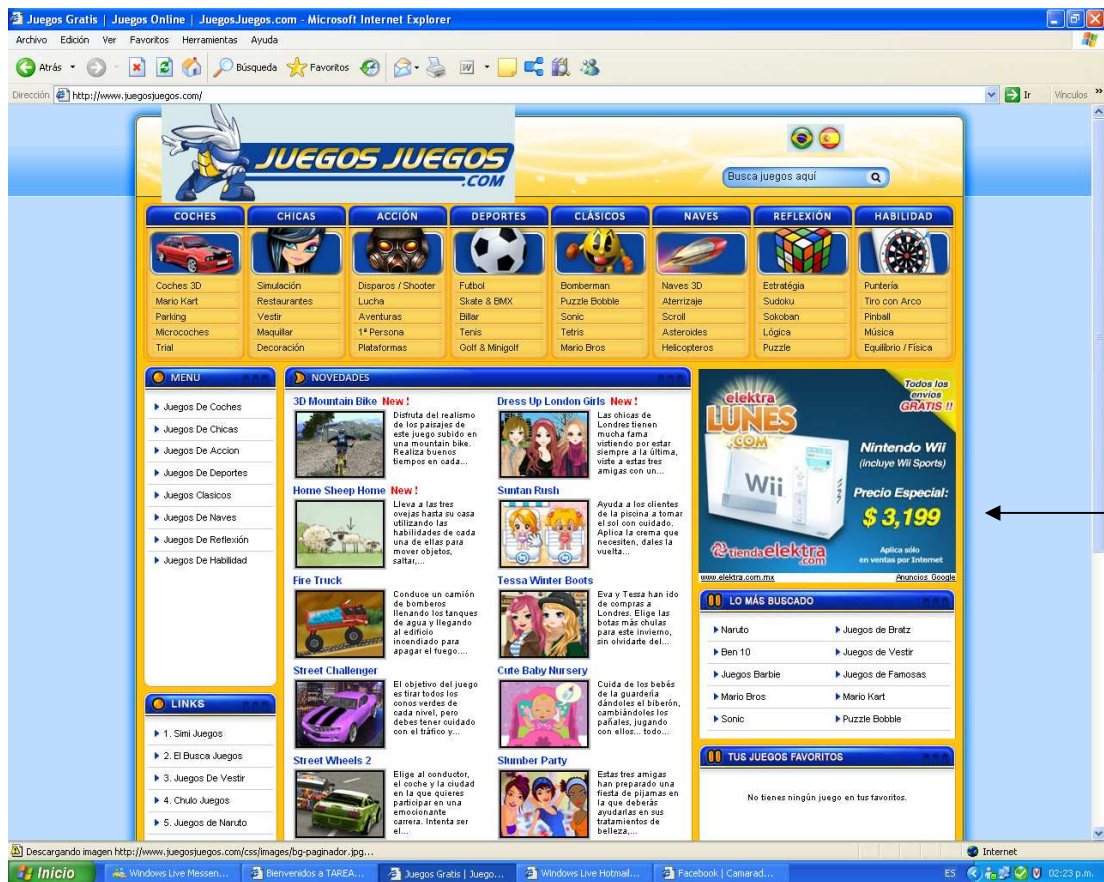 Juegos Gratis | Juegos Online | JuegosJuegos.com - Microsoft Internet Explorer
Archivo Edición Ver Favoritos Herramientas Ayuda
Atrás Búsqueda Favoritos
Dirección http://www.juegosjuegos.com/ Ir Vínculos »
JUEGOS JUEGOS
.COM
Busca juegos aquí
COCHES CHICAS ACCIÓN DEPORTES CLÁSICOS NAVES REFLEXIÓN HABILIDAD
Coches 3D Simulación Disparos / Shooter Futbol Bomberman Naves 3D Estratégia Puntería
Mario Kart Restaurantes Lucha Skate & BMX Puzzle Bobble Aterrizaje Sudoku Tiro con Arco
Parking Vestir Aventuras Billar Sonic Scroll Sokoban Pinball
Microcoches Maquillar 1ª Persona Tenis Tetris Asteroides Lógica Música
Trial Decoración Plataformas Golf & Minigolf Mario Bros Helicopteros Puzzle Equilibrio / Física
MENU
Juegos De Coches
Juegos De Chicas
Juegos De Accion
Juegos De Deportes
Juegos Clasicos
Juegos De Naves
Juegos De Reflexión
Juegos De Habilidad
LINKS
1. Simi Juegos
2. El Busca Juegos
3. Juegos De Vestir
4. Chulo Juegos
5. Juegos de Naruto
NOVEDADES
3D Mountain Bike New !
Disfruta del realismo
de los paisajes de
este juego subido en
una mountain bike.
Realiza buenos
tiempos en cada...
Dress Up London Girls New !
Las chicas de
Londres tienen
mucha fama
vistiendo por estar
siempre a la última,
viste a estas tres
amigas con un...
Home Sheep Home New !
Lleva a las tres
ovejas hasta su casa
utilizando las
habilidades de cada
una de ellas para
mover objetos,
saltar,...
Suntan Rush
Ayuda a los clientes
de la piscina a tomar
el sol con cuidado.
Aplica la crema que
necesiten, dales la
vuelta...
Fire Truck
Conduce un camión
de bomberos
llenando los tanques
de agua y llegando
al edificio
incendiado para
apagar el fuego....
Tessa Winter Boots
Eva y Tessa han ido
de compras a
Londres. Elige las
botas más chulas
para este invierno,
sin olvidarte del...
Street Challenger
El objetivo del juego
es tirar todos los
conos verdes de
cada nivel, pero
debes tener cuidado
con el tráfico y...
Cute Baby Nursery
Cuida de los bebés
de la guardería
dándoles el biberón,
cambiándoles los
pañales, jugando
con ellos... todo...
Street Wheels 2
Elige al conductor,
el coche y la ciudad
en la que quieres
participar en una
emocionante
carrera. Intenta ser
el...
Slumber Party
Estas tres amigas
han preparado una
fiesta de pijamas en
la que deberás
ayudarlas en sus
tratamientos de
belleza,...
elektra
LUNES
.COM
Todos los
envios
GRATIS !!
Wii
Nintendo Wii
(incluye Wii Sports)
Precio Especial:
$ 3,199
tiendaelektra
.com
Aplica sólo
en ventas por Internet
www.elektra.com.mx Anuncios Google
LO MÁS BUSCADO
Naruto Juegos de Bratz
Ben 10 Juegos de Vestir
Juegos Barbie Juegos de Famosas
Mario Bros Mario Kart
Sonic Puzzle Bobble
TUS JUEGOS FAVORITOS
No tienes ningún juego en tus favoritos.
Descargando imagen http://www.juegosjuegos.com/css/images/bg-paginador.jpg... Internet
Inicio Windows Live Messen... Bienvenidos a TAREA... Juegos Gratis | Juego... Windows Live Hotmail... Facebook | Camarad... ES 02:23 p.m.